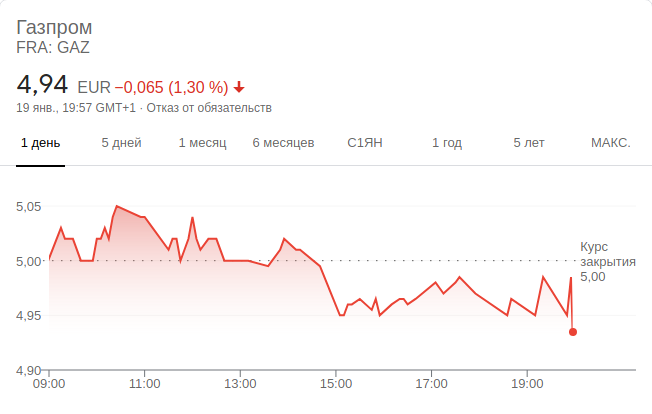 Газпром
FRA: GAZ
4,94 EUR −0,065 (1,30 %)
19 янв., 19:57 GMT+1 · Отказ от обязательств
1 день 5 дней 1 месяц 6 месяцев С1ЯН 1 год 5 лет МАКС.
5,05
Курс
закрытия
5,00
5,00
4,95
4,90
09:00 11:00 13:00 15:00 17:00 19:00